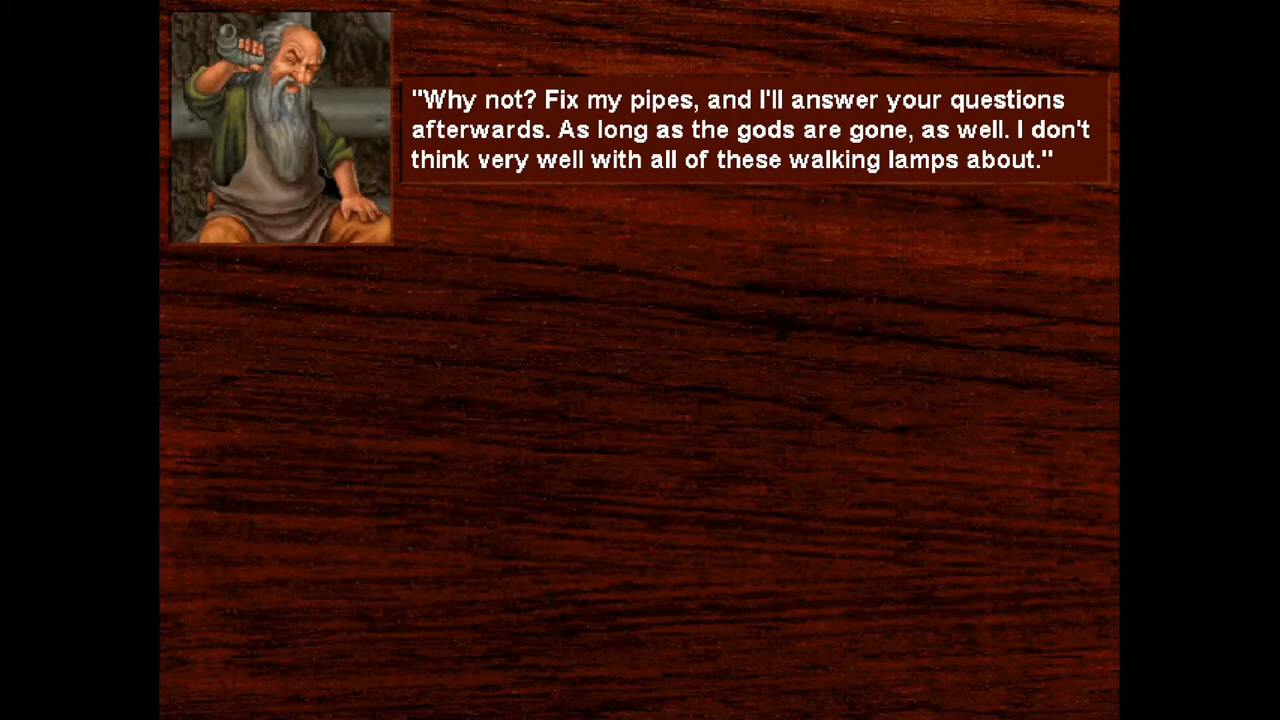 "Why not? Fix my pipes, and I'll answer your questions
afterwards. As long as the gods are gone, as well. I don't
think very well with all of these walking lamps about."